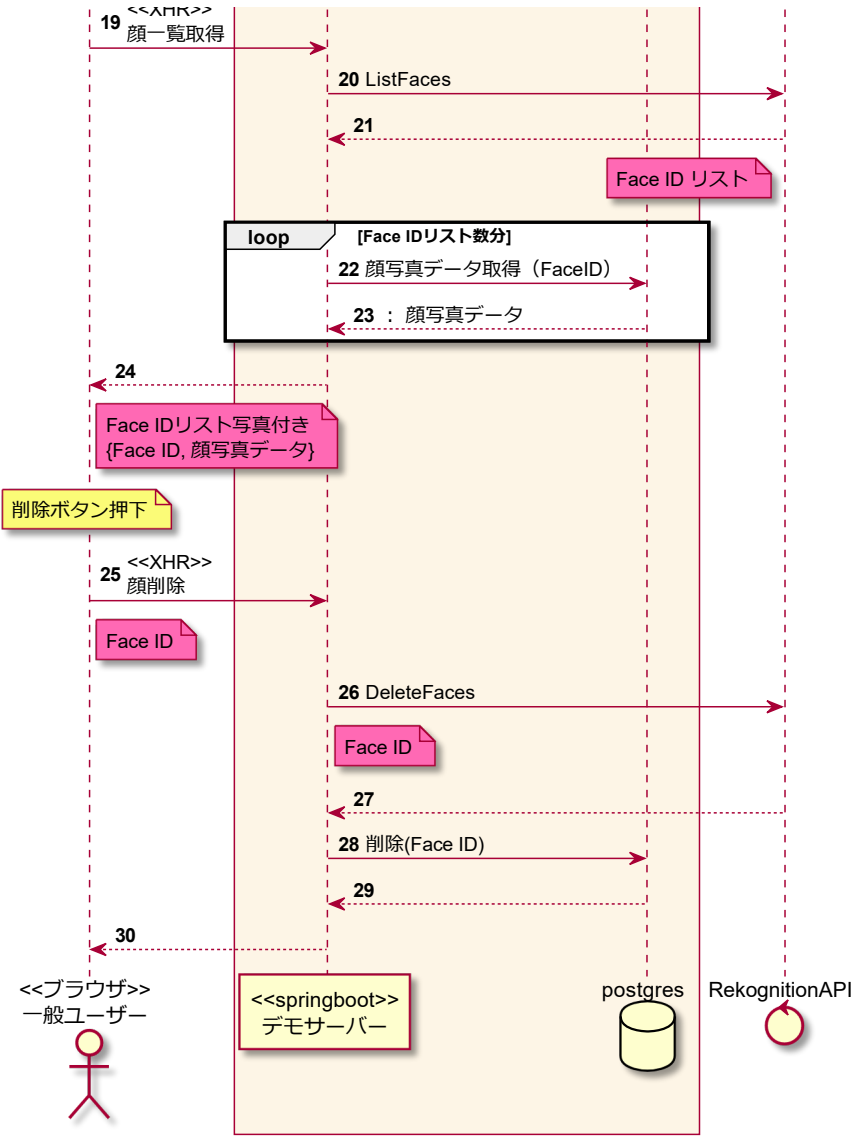 <<XHR>>
19 顔一覧取得
20 ListFaces
21
Face ID リスト
loop [Face IDリスト数分]
22 顔写真データ取得（FaceID）
23 : 顔写真データ
24
Face IDリスト写真付き
{Face ID, 顔写真データ}
削除ボタン押下
<<XHR>>
25 顔削除
Face ID
26 DeleteFaces
Face ID
27
28 削除(Face ID)
29
30
<<ブラウザ>>
一般ユーザー
<<springboot>>
デモサーバー
postgres
RekognitionAPI